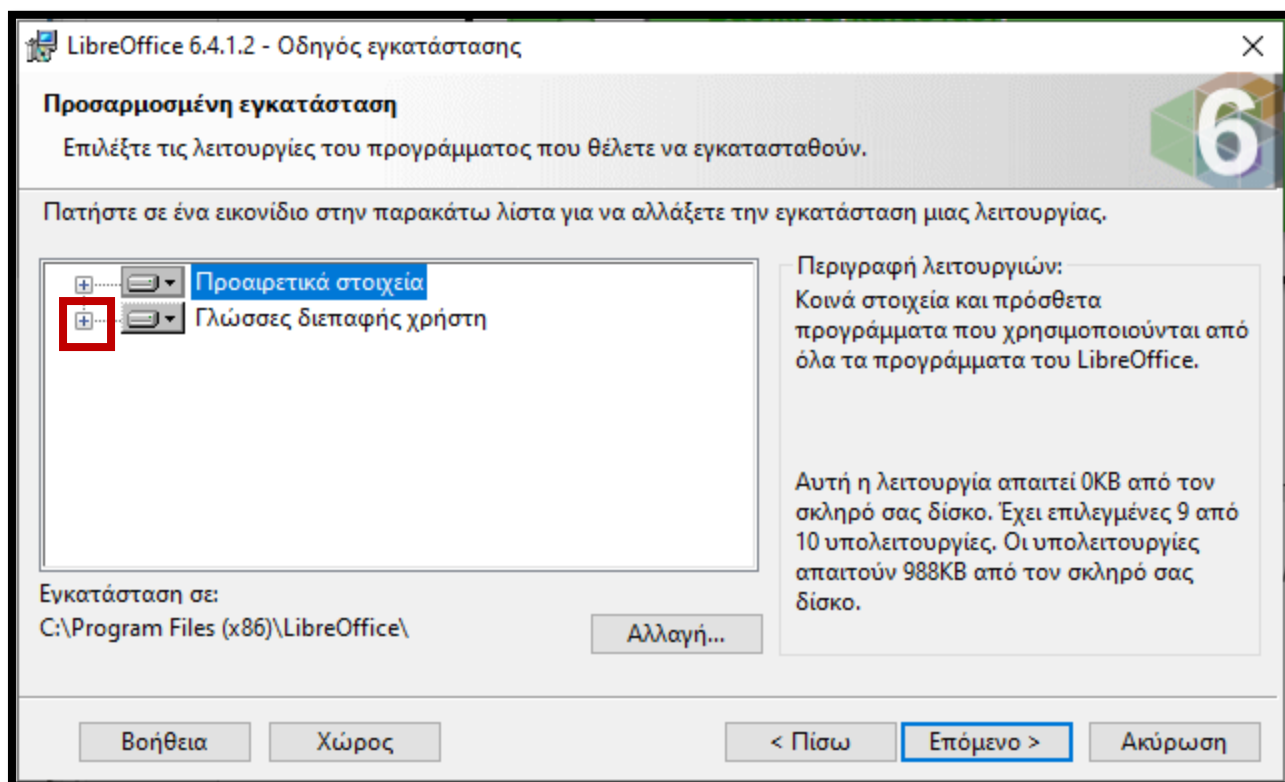 LibreOffice 6.4.1.2 - Οδηγός εγκατάστασης
Προσαρμοσμένη εγκατάσταση
Επιλέξτε τις λειτουργίες του προγράμματος που θέλετε να εγκατασταθούν.
6
Πατήστε σε ένα εικονίδιο στην παρακάτω λίστα για να αλλάξετε την εγκατάσταση μιας λειτουργίας.
Προαιρετικά στοιχεία
Γλώσσες διεπαφής χρήστη
Περιγραφή λειτουργιών:
Κοινά στοιχεία και πρόσθετα
προγράμματα που χρησιμοποιούνται από
όλα τα προγράμματα του LibreOffice.
Αυτή η λειτουργία απαιτεί 0KB από τον
σκληρό σας δίσκο. Έχει επιλεγμένες 9 από
10 υπολειτουργίες. Οι υπολειτουργίες
απαιτούν 988KB από τον σκληρό σας
δίσκο.
Εγκατάσταση σε:
C:\Program Files (x86)\LibreOffice\
Αλλαγή...
Βοήθεια
Χώρος
< Πίσω
Επόμενο >
Ακύρωση